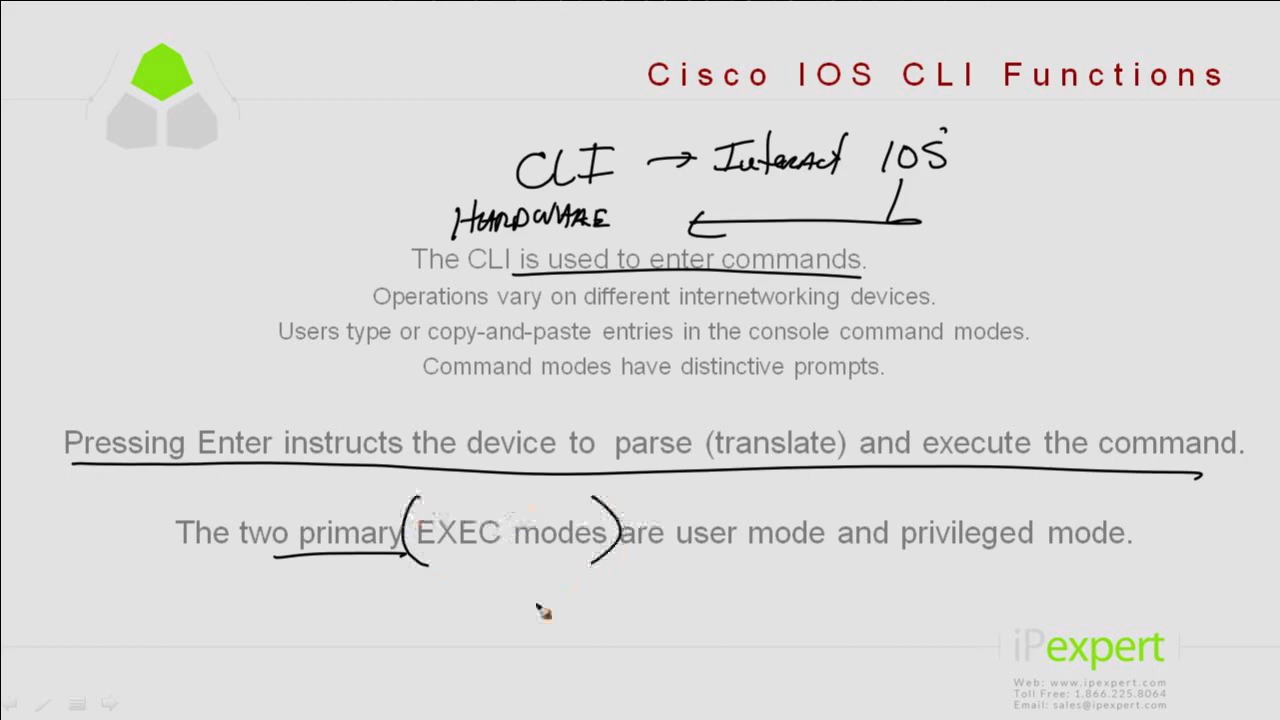 Cisco IOS CLI Functions
CLI → Interact IOS
HARDWARE
The CLI is used to enter commands.
Operations vary on different internetworking devices.
Users type or copy-and-paste entries in the console command modes.
Command modes have distinctive prompts.
Pressing Enter instructs the device to parse (translate) and execute the command.
The two primary (EXEC modes) are user mode and privileged mode.
iPexpert
Web: www.ipexpert.com
Toll Free: 1.866.225.8064
Email: sales@ipexpert.com